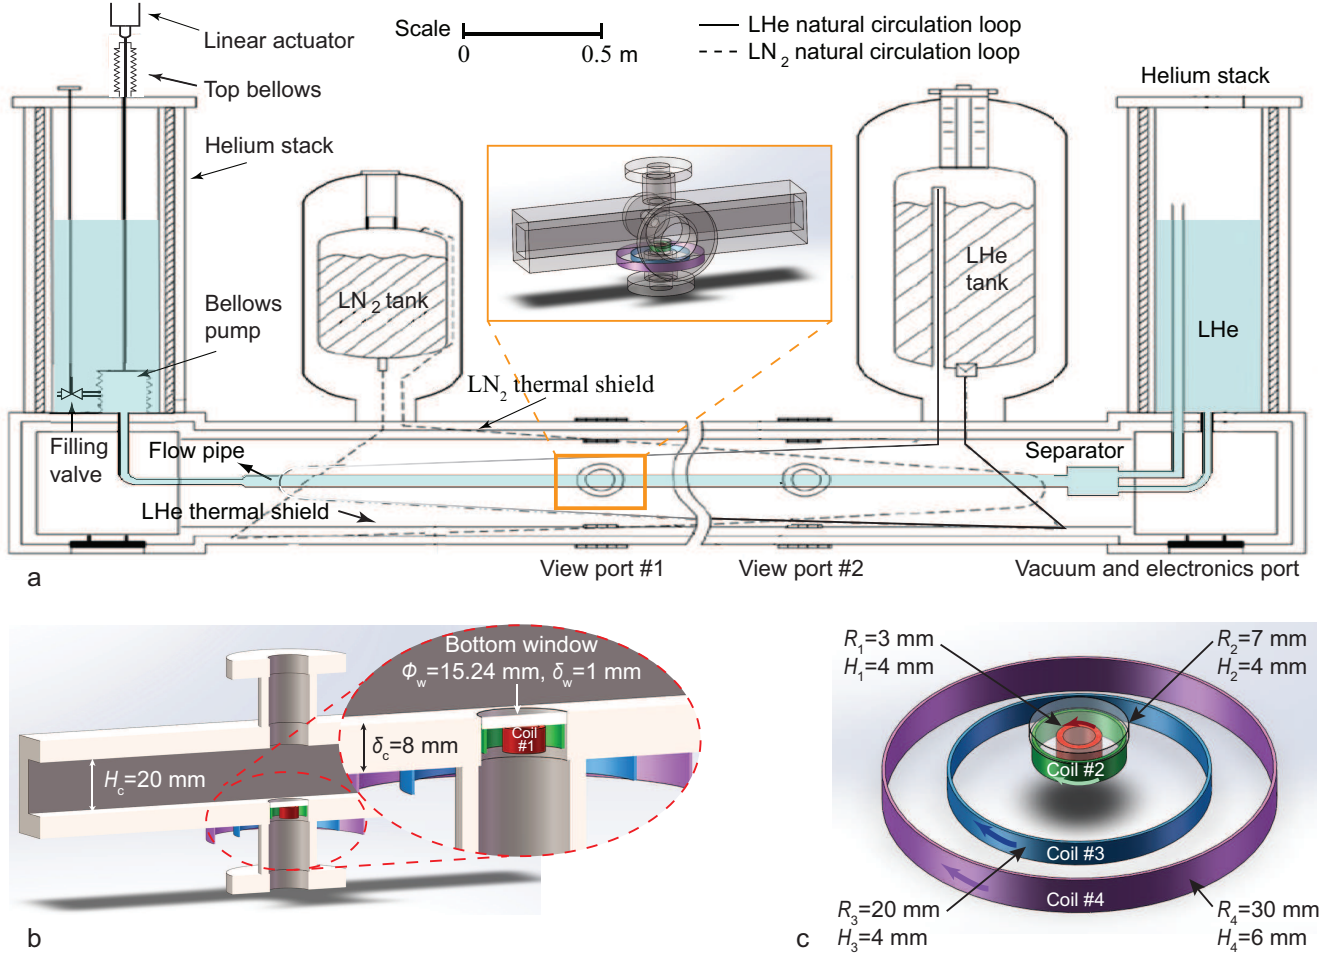 Linear actuator
Top bellows
Helium stack
Scale
0
0.5 m
LHe natural circulation loop
LN2 natural circulation loop
Helium stack
LN2 tank
LHe
tank
LHe
Bellows
pump
LN2 thermal shield
Filling
valve
Flow pipe
Separator
LHe thermal shield
View port #1
View port #2
Vacuum and electronics port
a
Bottom window
Φw=15.24 mm, δw=1 mm
Coil
#1
δc=8 mm
Hc=20 mm
b
R1=3 mm
H1=4 mm
R2=7 mm
H2=4 mm
Coil #2
Coil #3
Coil #4
R3=20 mm
H3=4 mm
R4=30 mm
H4=6 mm
c